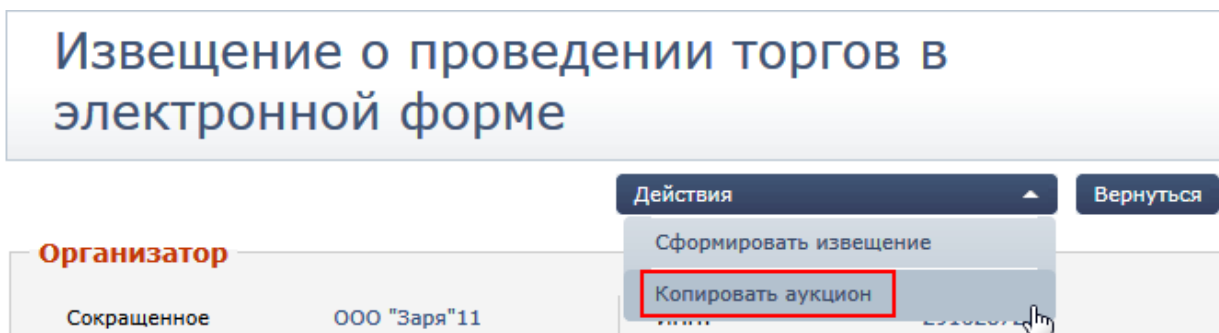 Извещение о проведении торгов в
электронной форме
Действия
Вернуться
Сформировать извещение
Организатор
Копировать аукцион
Сокращенное ООО "Заря"11